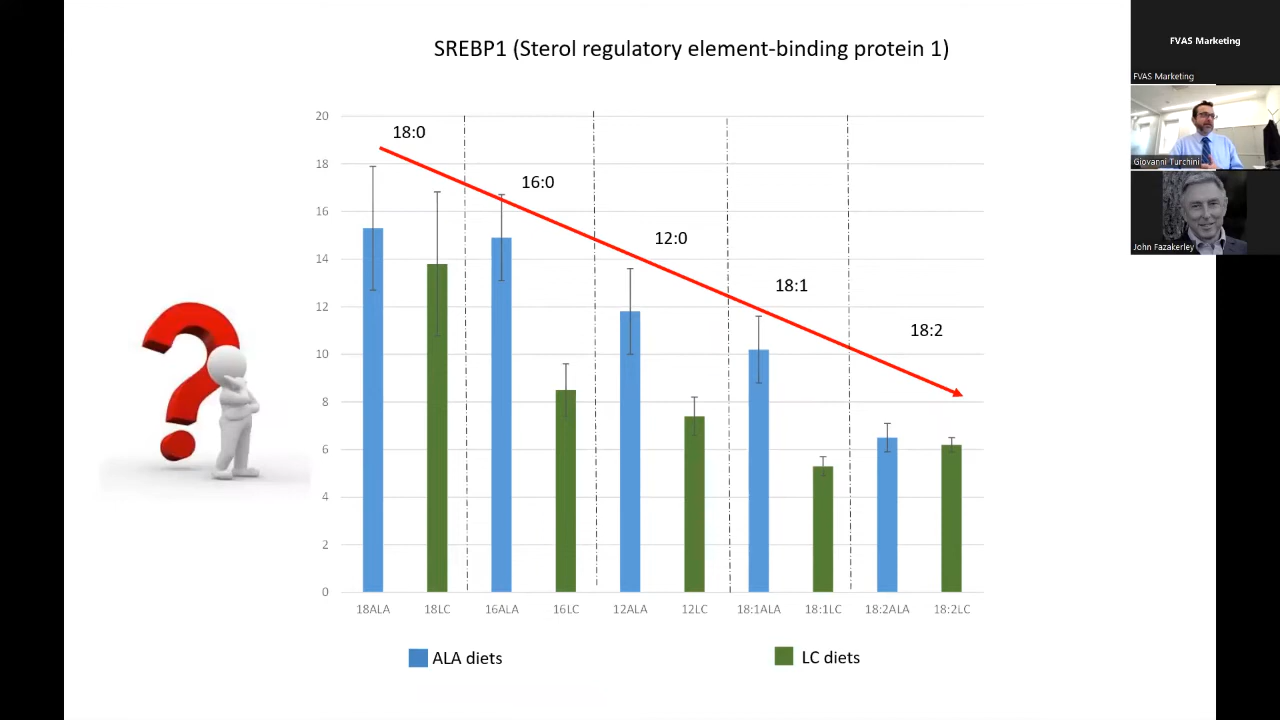 SREBP1 (Sterol regulatory element-binding protein 1)
FVAS Marketing
FVAS Marketing
Giovanni Turchini
John Fazakerley
20
18
16
14
12
10
8
6
4
2
0
18:0
16:0
12:0
18:1
18:2
18ALA 18LC 16ALA 16LC 12ALA 12LC 18:1ALA 18:1LC 18:2ALA 18:2LC
ALA diets LC diets